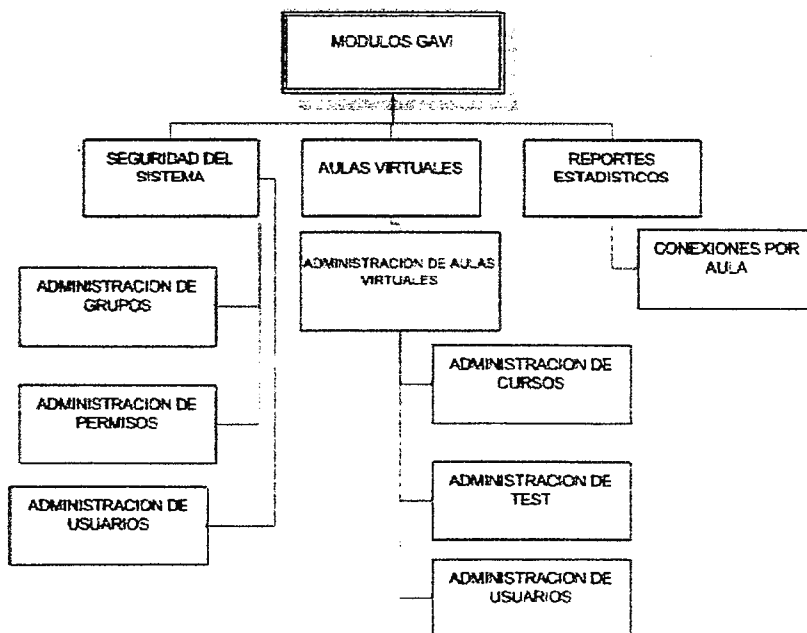 MODULOS GAVI
SEGURIDAD DEL
SISTEMA
AULAS VIRTUALES
REPORTES
ESTADISTICOS
ADMINISTRACION DE AULAS
VIRTUALES
CONEXIONES POR
AULA
ADMINISTRACION DE
GRUPOS
ADMINISTRACION DE
CURSOS
ADMINISTRACION DE
PERMISOS
ADMINISTRACION DE
TEST
ADMINISTRACION DE
USUARIOS
ADMINISTRACION DE
USUARIOS